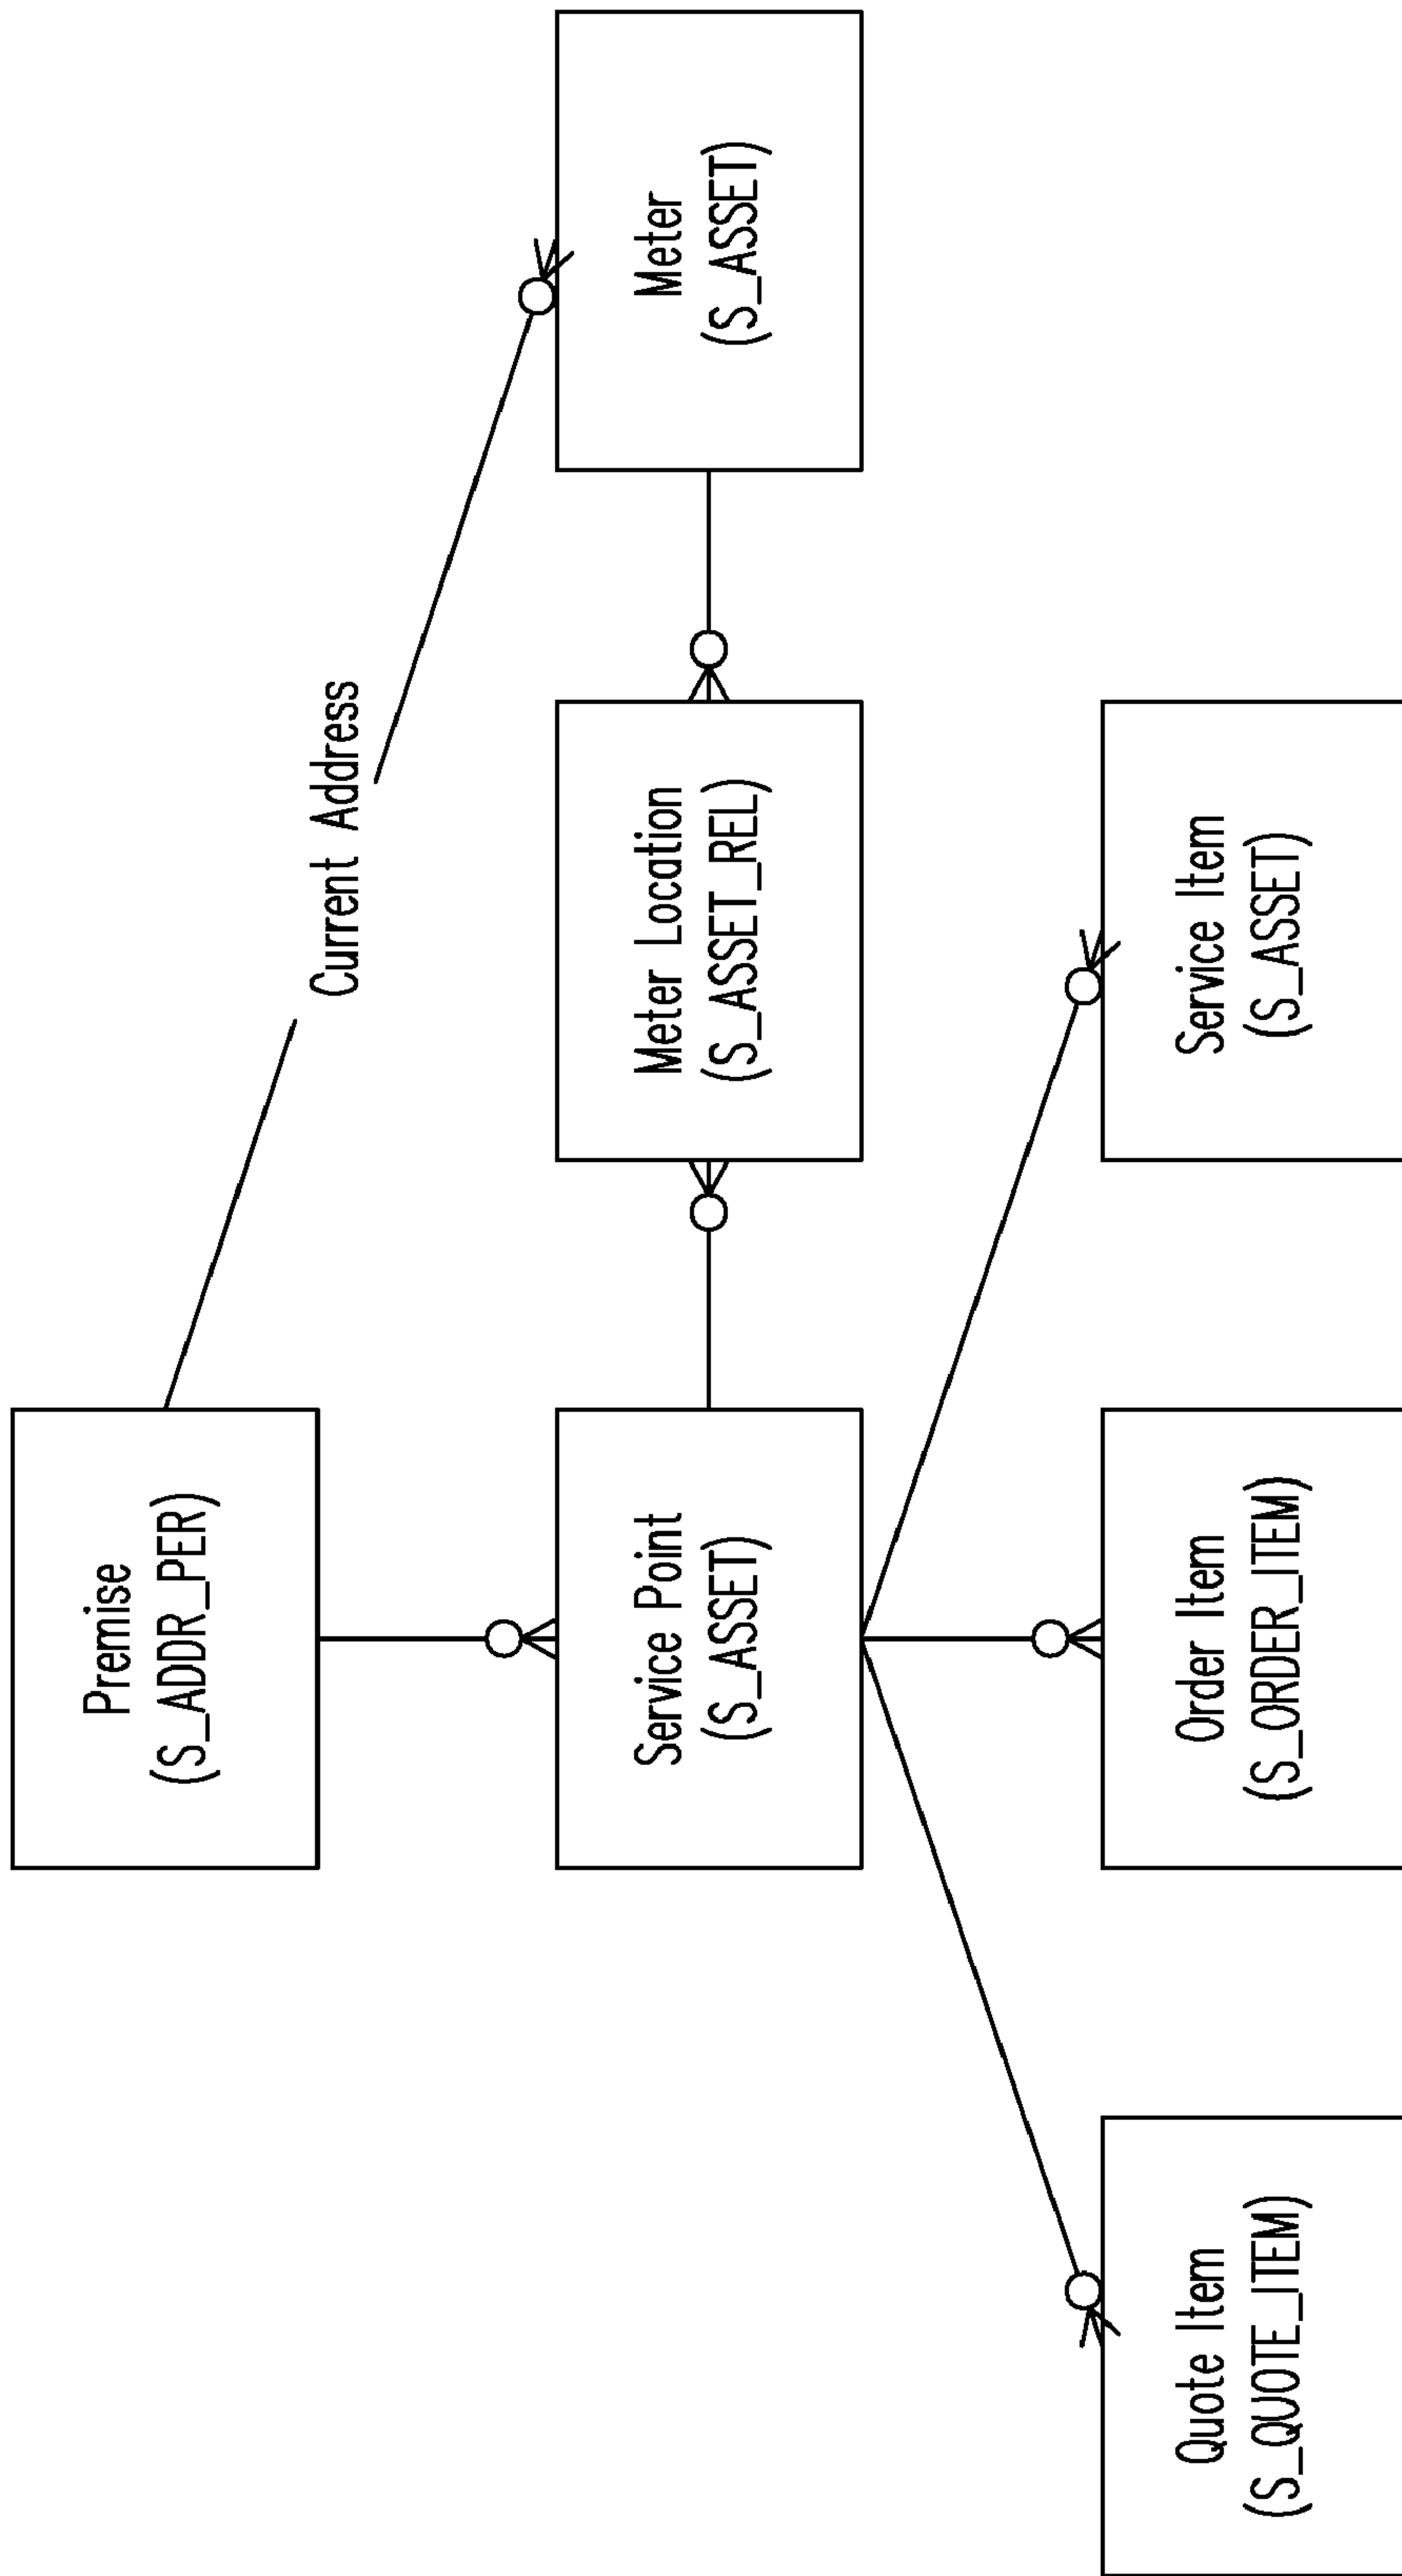 Premise
(S_ADDR_PER)
Current Address
Service Point
(S_ASSET)
Meter Location
(S_ASSET_REL)
Meter
(S_ASSET)
Quote Item
(S_QUOTE_ITEM)
Order Item
(S_ORDER_ITEM)
Service Item
(S_ASSET)